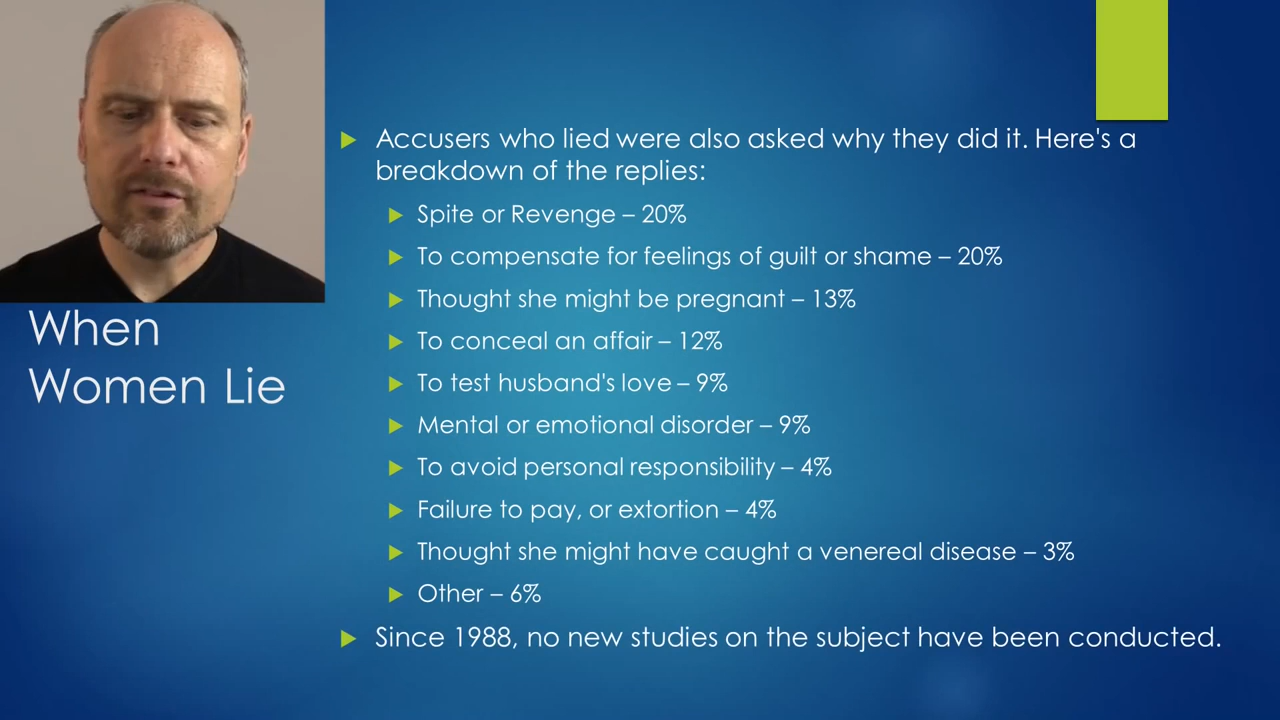 Accusers who lied were also asked why they did it. Here's a
breakdown of the replies:
Spite or Revenge – 20%
To compensate for feelings of guilt or shame – 20%
Thought she might be pregnant – 13%
To conceal an affair – 12%
To test husband's love – 9%
Mental or emotional disorder – 9%
To avoid personal responsibility – 4%
Failure to pay, or extortion – 4%
Thought she might have caught a venereal disease – 3%
Other – 6%
Since 1988, no new studies on the subject have been conducted.
When
Women Lie